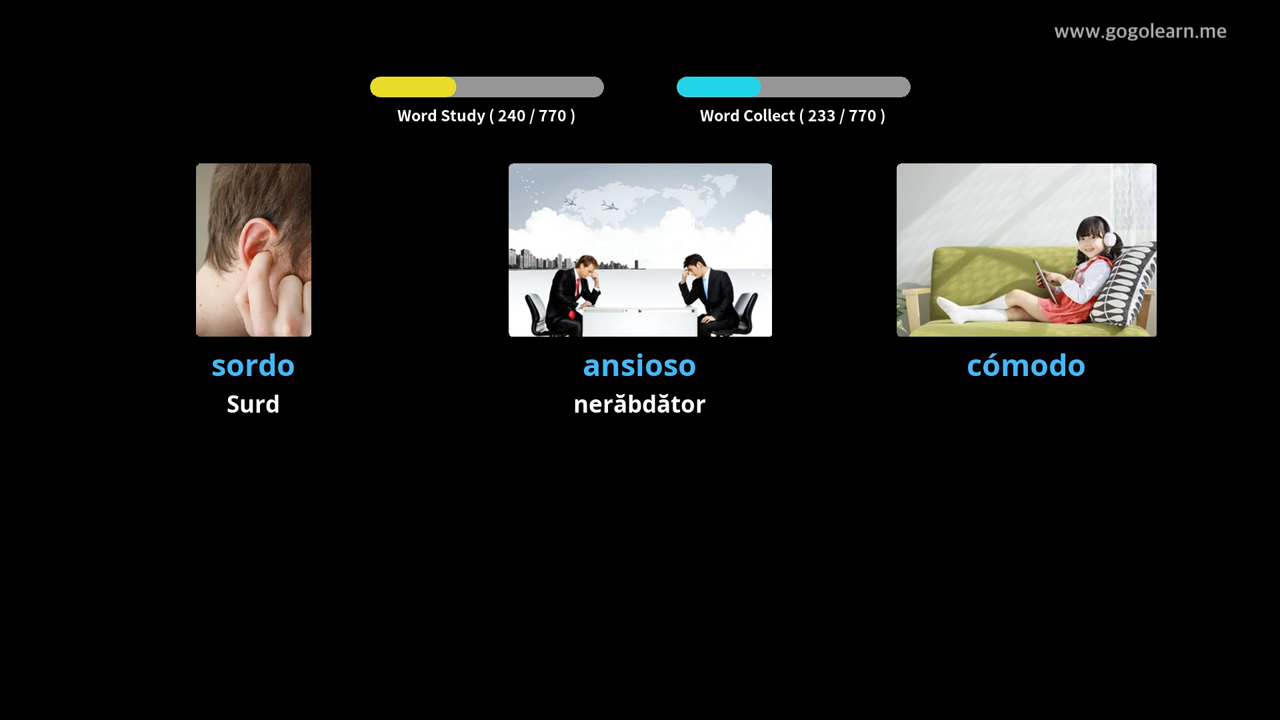 www.gogolearn.me
Word Study ( 240 / 770 )
Word Collect ( 233 / 770 )
sordo
ansioso
cómodo
Surd
nerăbdător